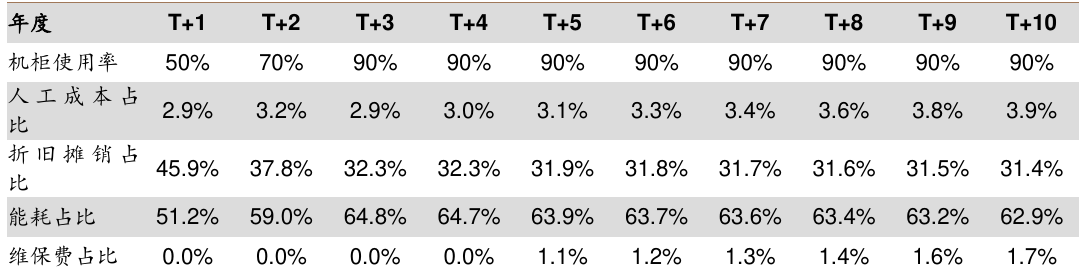 年度 T+1 T+2 T+3 T+4 T+5 T+6 T+7 T+8 T+9 T+10
机柜使用率 50% 70% 90% 90% 90% 90% 90% 90% 90% 90%
人工成本占
比 2.9% 3.2% 2.9% 3.0% 3.1% 3.3% 3.4% 3.6% 3.8% 3.9%
折旧摊销占
比 45.9% 37.8% 32.3% 32.3% 31.9% 31.8% 31.7% 31.6% 31.5% 31.4%
能耗占比 51.2% 59.0% 64.8% 64.7% 63.9% 63.7% 63.6% 63.4% 63.2% 62.9%
维保费占比 0.0% 0.0% 0.0% 0.0% 1.1% 1.2% 1.3% 1.4% 1.6% 1.7%